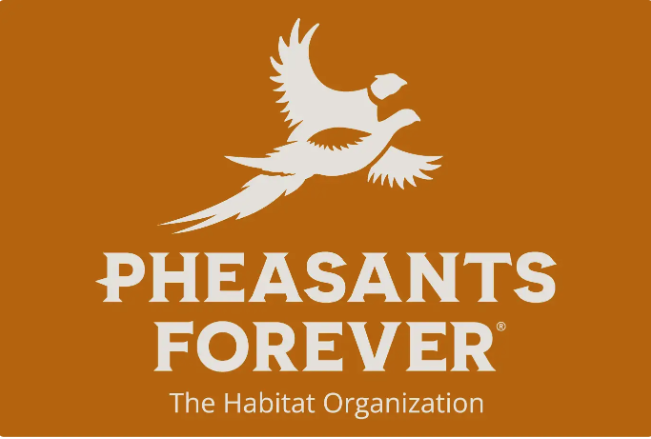 PHEASANTS
FOREVER®
The Habitat Organization